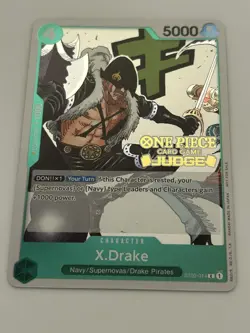 5000
ONE PIECE
CARD GAME
JUDGE
DON!!×1 Your Turn If this Character is rested, your
[Supernovas] or [Navy] type Leaders and Characters gain
+1000 power.
CHARACTER
X.Drake
Navy/Supernovas/Drake Pirates